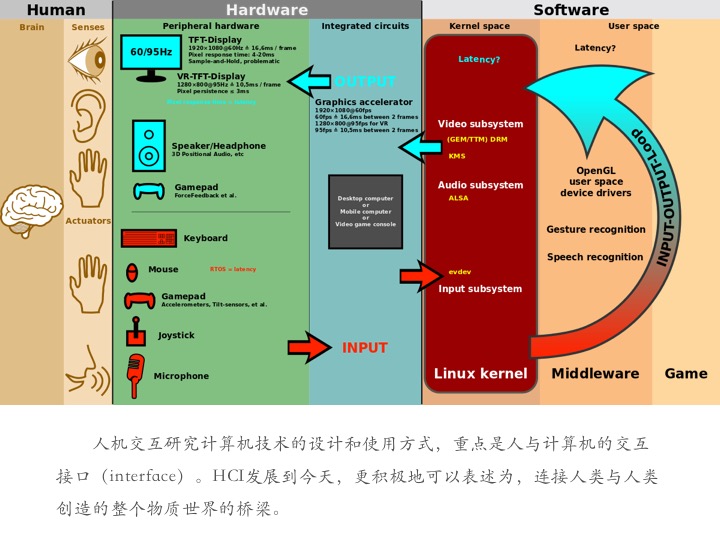 Human
Hardware
Software
Brain
Senses
Peripheral hardware
Integrated circuits
Kernel space
User space
60/95Hz
TFT-Display
1920×1080@60Hz ≙ 16,6ms / frame
Pixel response time: 4-20ms
Sample-and-Hold, problematic
VR-TFT-Display
1280×800@95Hz ≙ 10,5ms / frame
Pixel persistence ≤ 3ms
OUTPUT
Graphics accelerator
1920×1080@60fps
60fps ≙ 16,6ms between 2 frames
1280×800@95fps for VR
95fps ≙ 10,5ms between 2 frames
Speaker/Headphone
3D Positional Audio, etc
Gamepad
ForceFeedback et al.
Desktop computer
or
Mobile computer
or
Video game console
Actuators
Keyboard
Mouse
RTOS = latency
Gamepad
Accelerometers, Tilt-sensors, et al.
Joystick
Microphone
INPUT
Latency?
Video subsystem
(GEM/TTM) DRM
KMS
Audio subsystem
ALSA
evdev
Input subsystem
Linux kernel
Latency?
OpenGL
user space
device drivers
Gesture recognition
Speech recognition
Middleware
INPUT-OUTPUT-Loop
Game
人机交互研究计算机技术的设计和使用方式，重点是人与计算机的交互
接口（interface）。HCI发展到今天，更积极地可以表述为，连接人类与人类
创造的整个物质世界的桥梁。